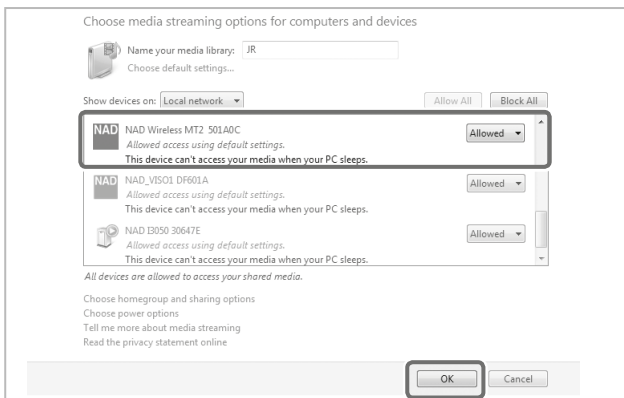 Choose media streaming options for computers and devices
Name your media library: JR
Choose default settings...
Show devices on: Local network Allow All Block All
NAD NAD Wireless MT2 501A0C Allowed
Allowed access using default settings.
This device can't access your media when your PC sleeps.
NAD NAD_VISO1 DF601A Allowed
Allowed access using default settings.
This device can't access your media when your PC sleeps.
NAD I3050 30647E Allowed
Allowed access using default settings.
This device can't access your media when your PC sleeps.
All devices are allowed to access your shared media.
Choose homegroup and sharing options
Choose power options
Tell me more about media streaming
Read the privacy statement online
OK Cancel